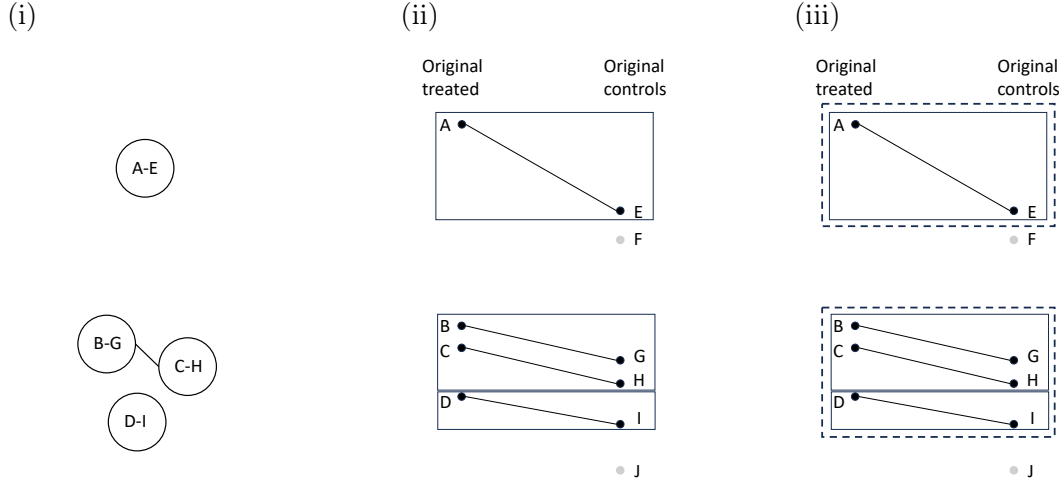 (i)
(ii)
(iii)
A-E
B-G
C-H
D-I
Original
treated
Original
controls
A
E
F
B
C
G
H
D
I
J
Original
treated
Original
controls
A
E
F
B
C
G
H
D
I
J